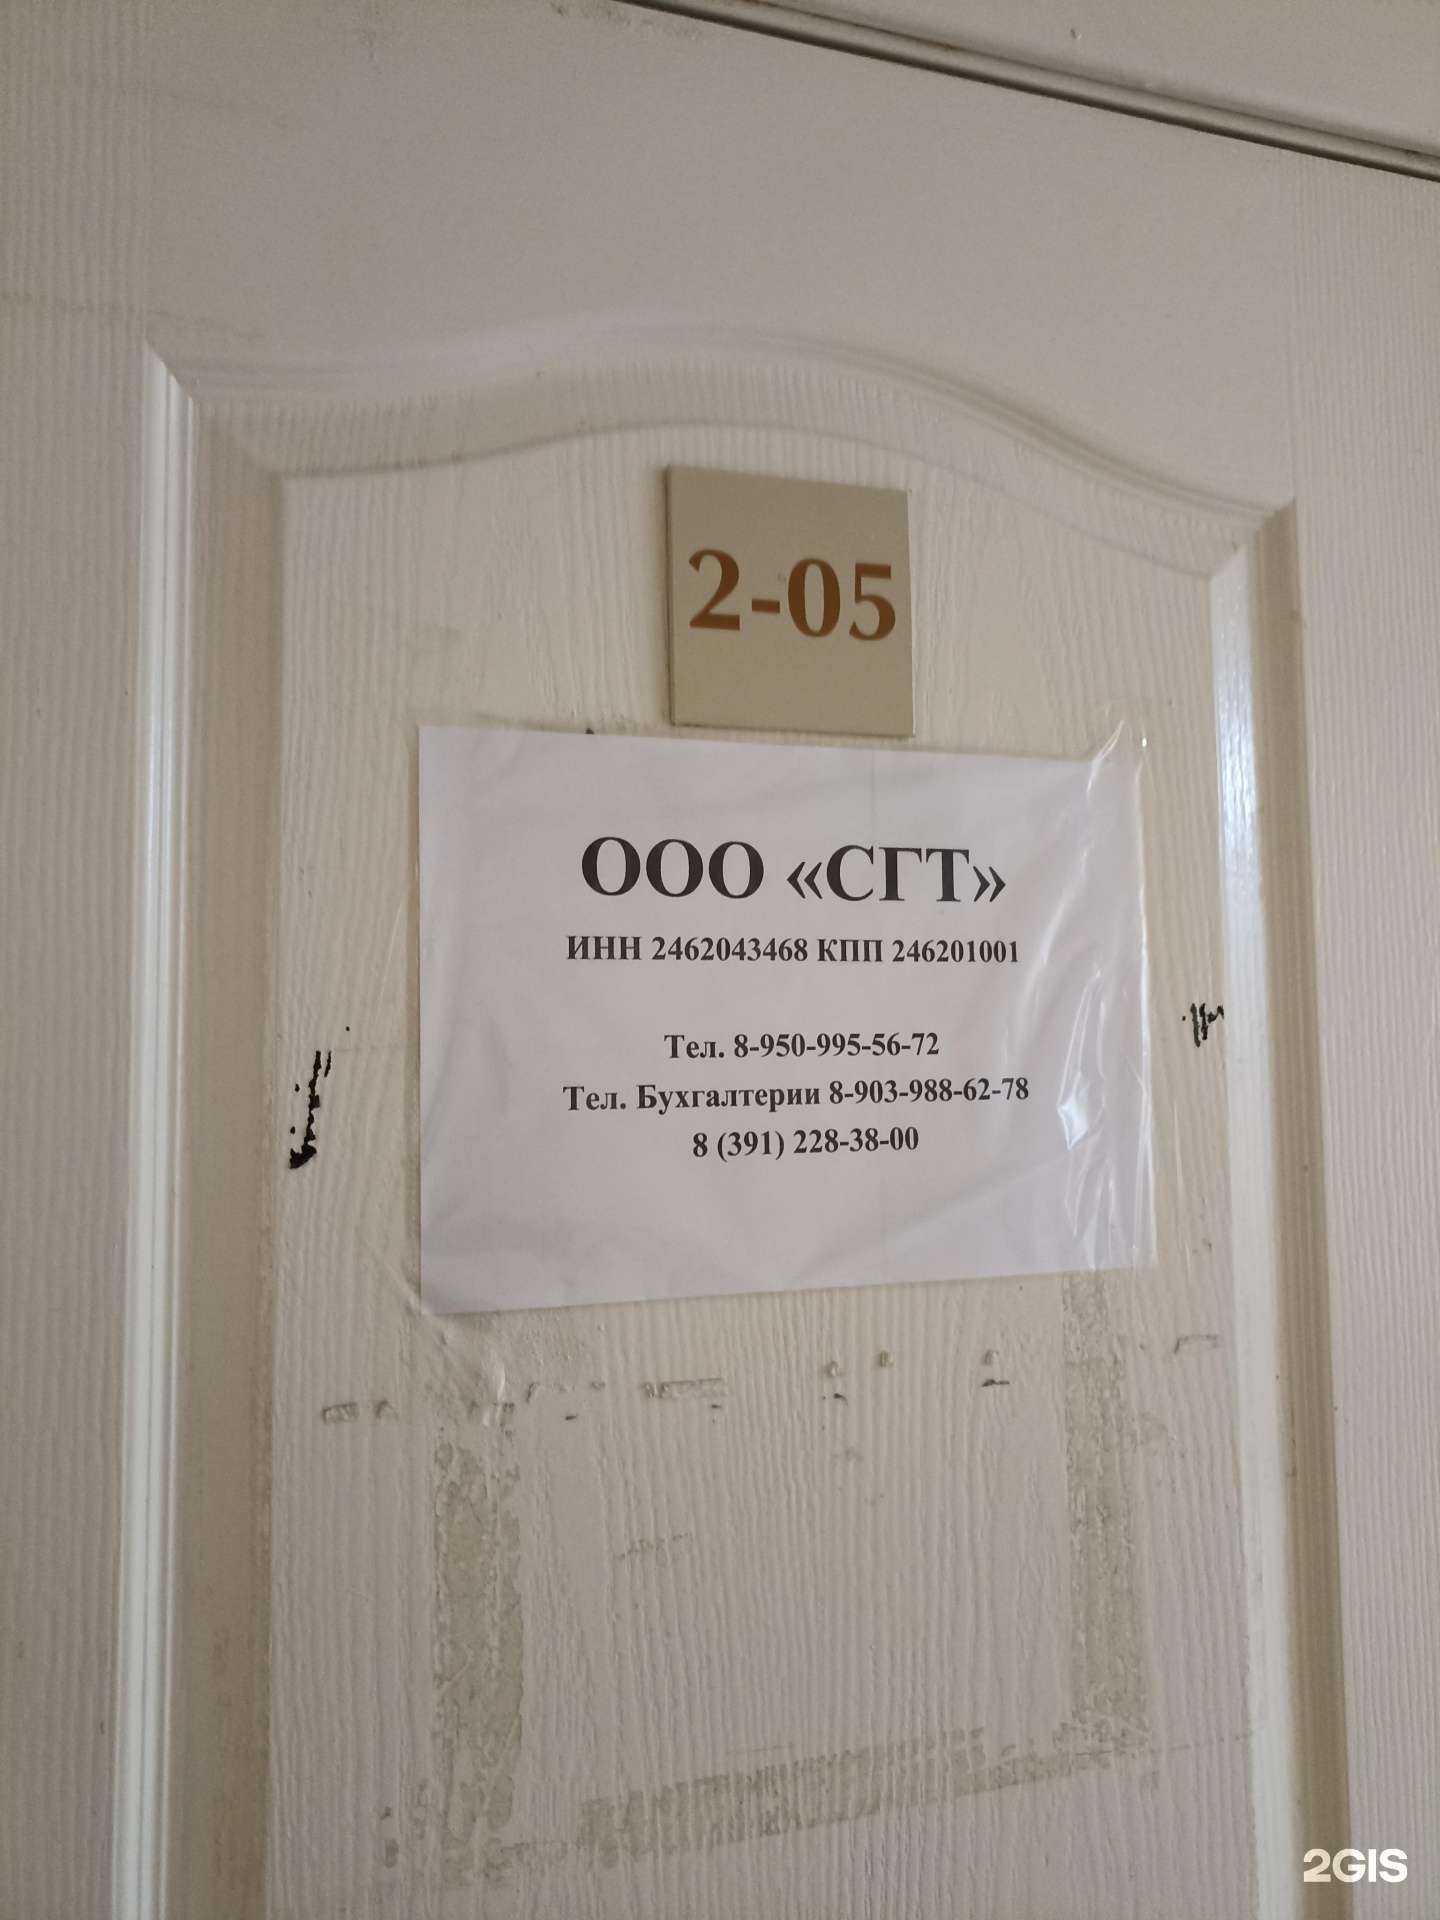 2-05
ООО «СГТ»
ИНН 2462043468 КПП 246201001
Тел. 8-950-995-56-72
Тел. Бухгалтерии 8-903-988-62-78
8 (391) 228-38-00
2GIS